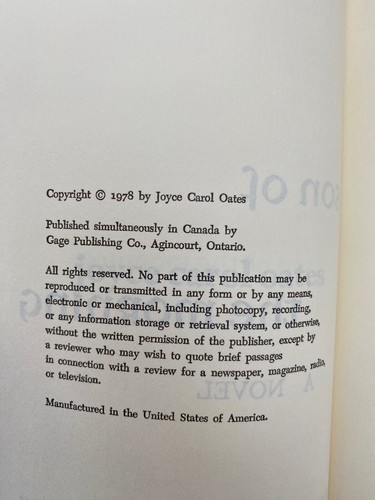 Copyright © 1978 by Joyce Carol Oates
Published simultaneously in Canada by
Gage Publishing Co., Agincourt, Ontario.
All rights reserved. No part of this publication may be
reproduced or transmitted in any form or by any means,
electronic or mechanical, including photocopy, recording,
or any information storage or retrieval system, or otherwise,
without the written permission of the publisher, except by
a reviewer who may wish to quote brief passages
in connection with a review for a newspaper, magazine, radio,
or television.
Manufactured in the United States of America.
son of
A NOVEL